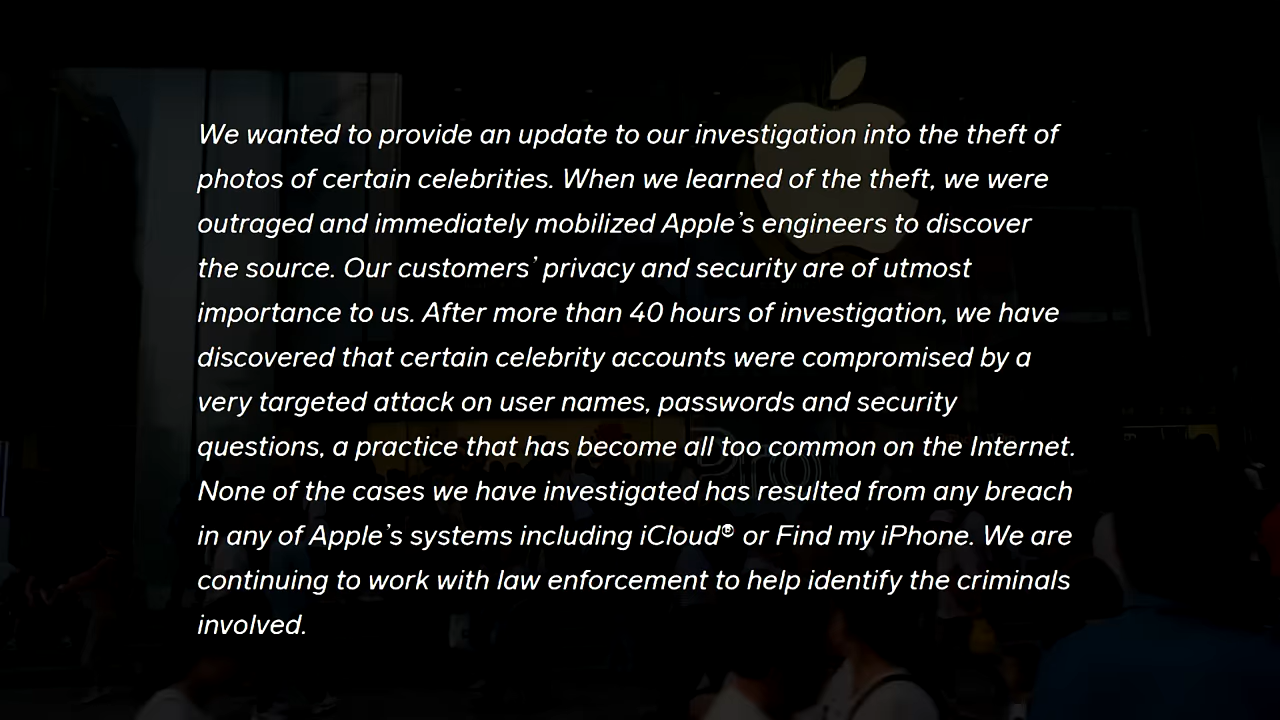 We wanted to provide an update to our investigation into the theft of
photos of certain celebrities. When we learned of the theft, we were
outraged and immediately mobilized Apple’s engineers to discover
the source. Our customers’ privacy and security are of utmost
importance to us. After more than 40 hours of investigation, we have
discovered that certain celebrity accounts were compromised by a
very targeted attack on user names, passwords and security
questions, a practice that has become all too common on the Internet.
None of the cases we have investigated has resulted from any breach
in any of Apple’s systems including iCloud® or Find my iPhone. We are
continuing to work with law enforcement to help identify the criminals
involved.
Pro